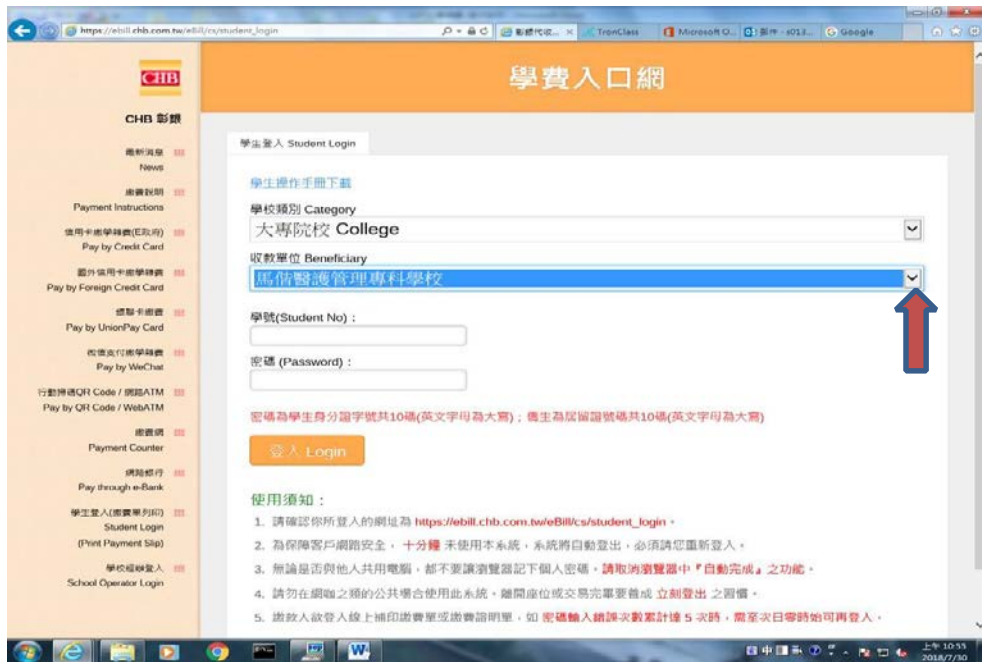 https://ebill.chb.com.tw/eBill/cs/student_login
TronClass
Microsoft O...
Google
CHB
學費入口網
CHB 彰銀
最新消息
News
繳費說明
Payment Instructions
信用卡繳學雜費(E政府)
Pay by Credit Card
國外信用卡繳學雜費
Pay by Foreign Credit Card
銀聯卡繳費
Pay by UnionPay Card
微信支付繳學雜費
Pay by WeChat
行動掃碼QR Code / 網路ATM
Pay by QR Code / WebATM
繳費網
Payment Counter
網路銀行
Pay through e-Bank
學生登入(繳費單列印)
Student Login
(Print Payment Slip)
學校經辦登入
School Operator Login
學生登入 Student Login
學生操作手冊下載
學校類別 Category
大專院校 College
收款單位 Beneficiary
馬偕醫護管理專科學校
學號(Student No)：
密碼 (Password)：
密碼為學生身分證字號共10碼(英文字母為大寫)；僑生為居留證號碼共10碼(英文字母為大寫)
登入 Login
使用須知：
1. 請確認你所登入的網址為 https://ebill.chb.com.tw/eBill/cs/student_login。
2. 為保障客戶網路安全， 十分鐘 未使用本系統，系統將自動登出，必須請您重新登入。
3. 無論是否與他人共用電腦，都不要讓瀏覽器記下個人密碼。請取消瀏覽器中『自動完成』之功能。
4. 請勿在網咖之類的公共場合使用此系統。離開座位或交易完畢要養成 立刻登出 之習慣。
5. 繳款人欲登入線上補印繳費單或繳費證明單，如 密碼輸入錯誤次數累計達 5 次時，需至次日零時始可再登入。
上午 10:55
2018/7/30